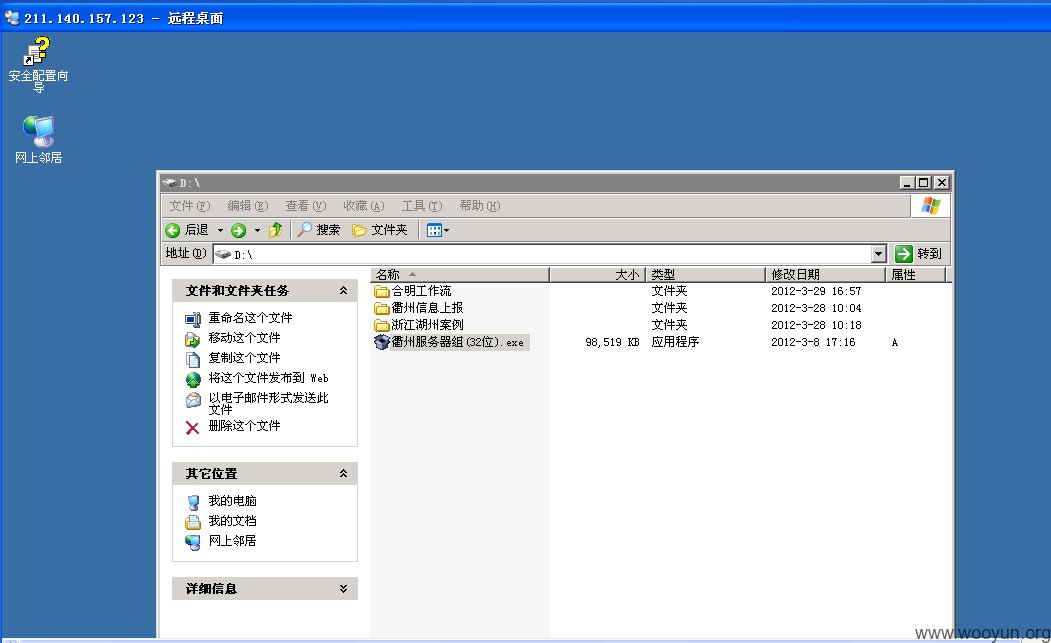 211.140.157.123 - 远程桌面
安全配置向
导
网上邻居
D:\
文件(F) 编辑(E) 查看(V) 收藏(A) 工具(T) 帮助(H)
后退 搜索 文件夹
地址(D) D:\ 转到
名称 大小 类型 修改日期 属性
合明工作流 文件夹 2012-3-29 16:57
衢州信息上报 文件夹 2012-3-28 10:04
浙江湖州案例 文件夹 2012-3-28 10:18
衢州服务器组(32位).exe 98,519 KB 应用程序 2012-3-8 17:16 A
文件和文件夹任务
重命名这个文件
移动这个文件
复制这个文件
将这个文件发布到 Web
以电子邮件形式发送此
文件
删除这个文件
其它位置
我的电脑
我的文档
网上邻居
详细信息
www.wooyun.org